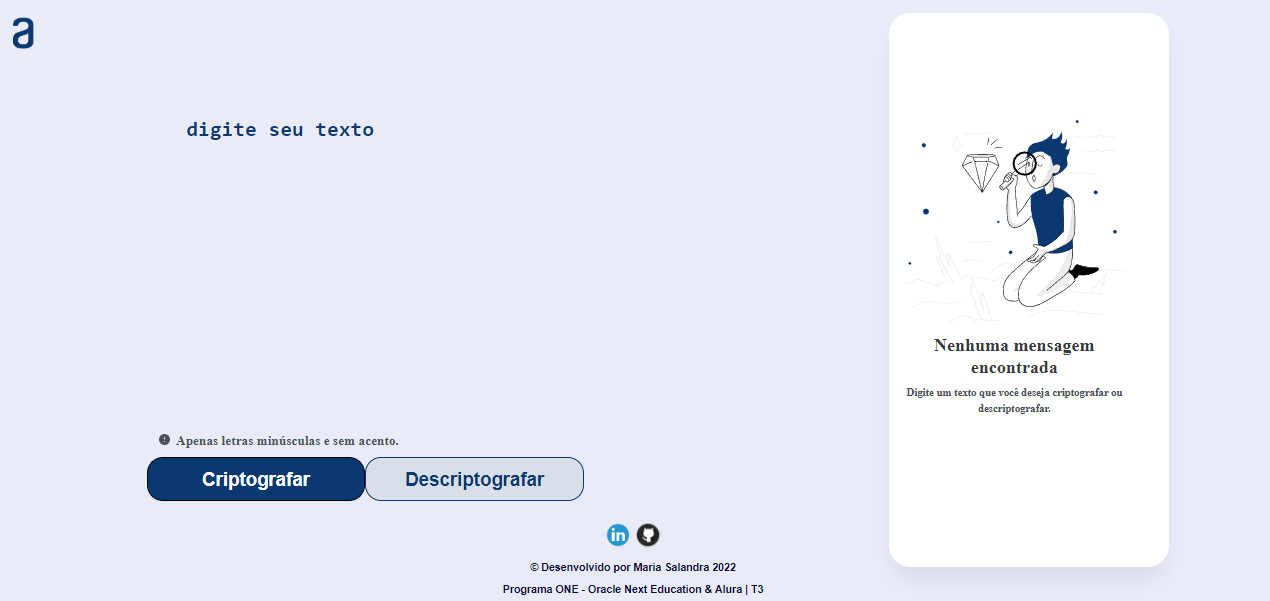 a
digite seu texto
Nenhuma mensagem
encontrada
Digite um texto que você deseja criptografar ou
descriptografar.
Apenas letras minúsculas e sem acento.
Criptografar
Descriptografar
in
© Desenvolvido por Maria Salandra 2022
Programa ONE - Oracle Next Education & Alura | T3